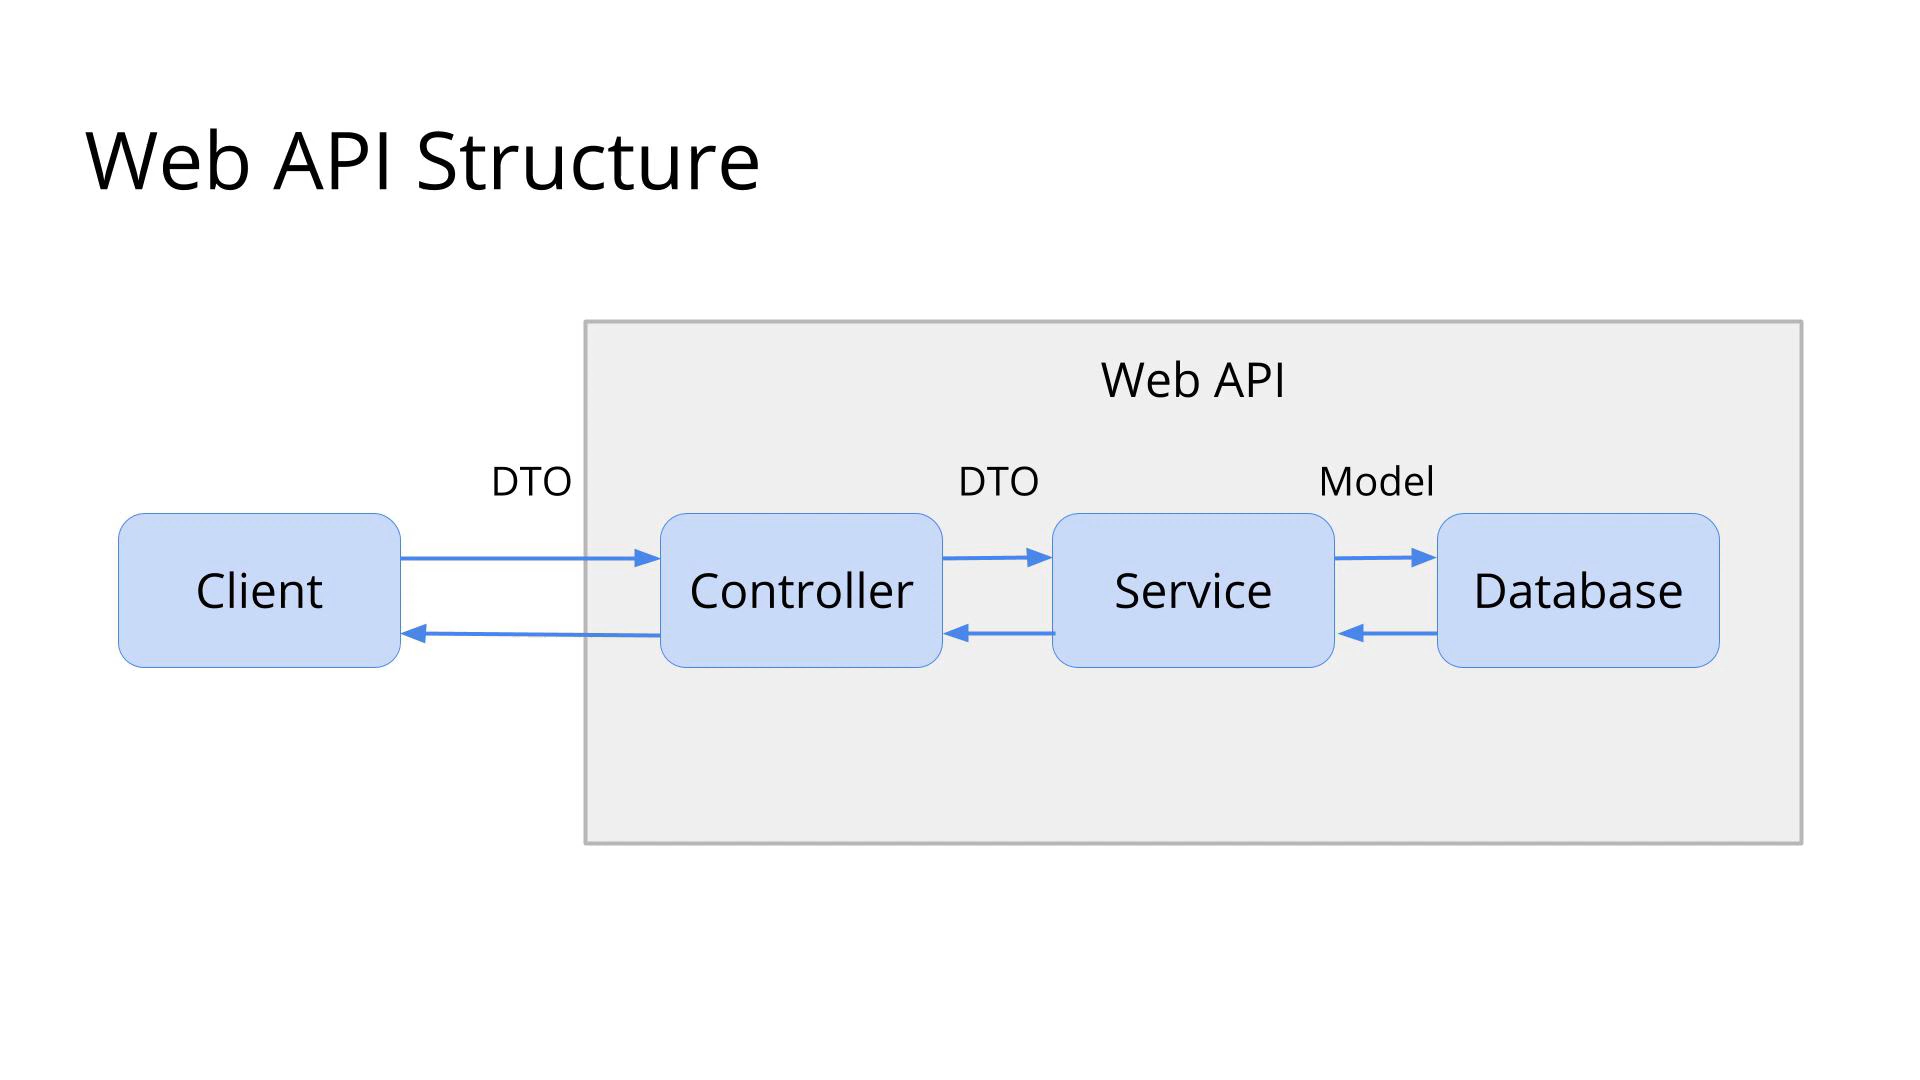 Web API Structure
Web API
DTO
DTO
Model
Client
Controller
Service
Database